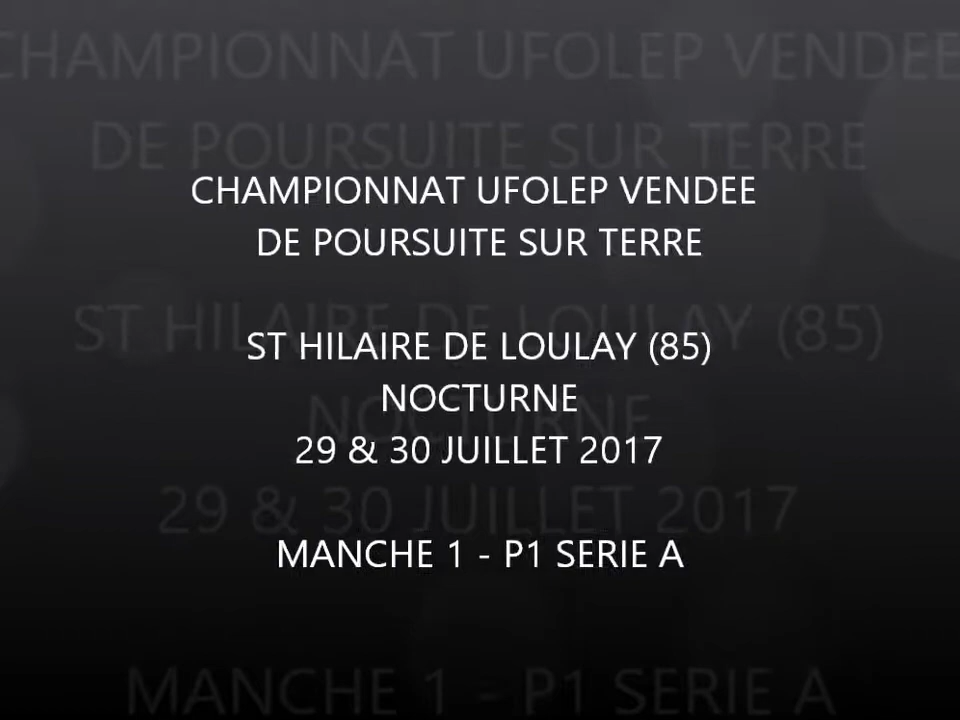 CHAMPIONNAT UFOLEP VENDEE
DE POURSUITE SUR TERRE
ST HILAIRE DE LOULAY (85)
NOCTURNE
29 & 30 JUILLET 2017
MANCHE 1 - P1 SERIE A